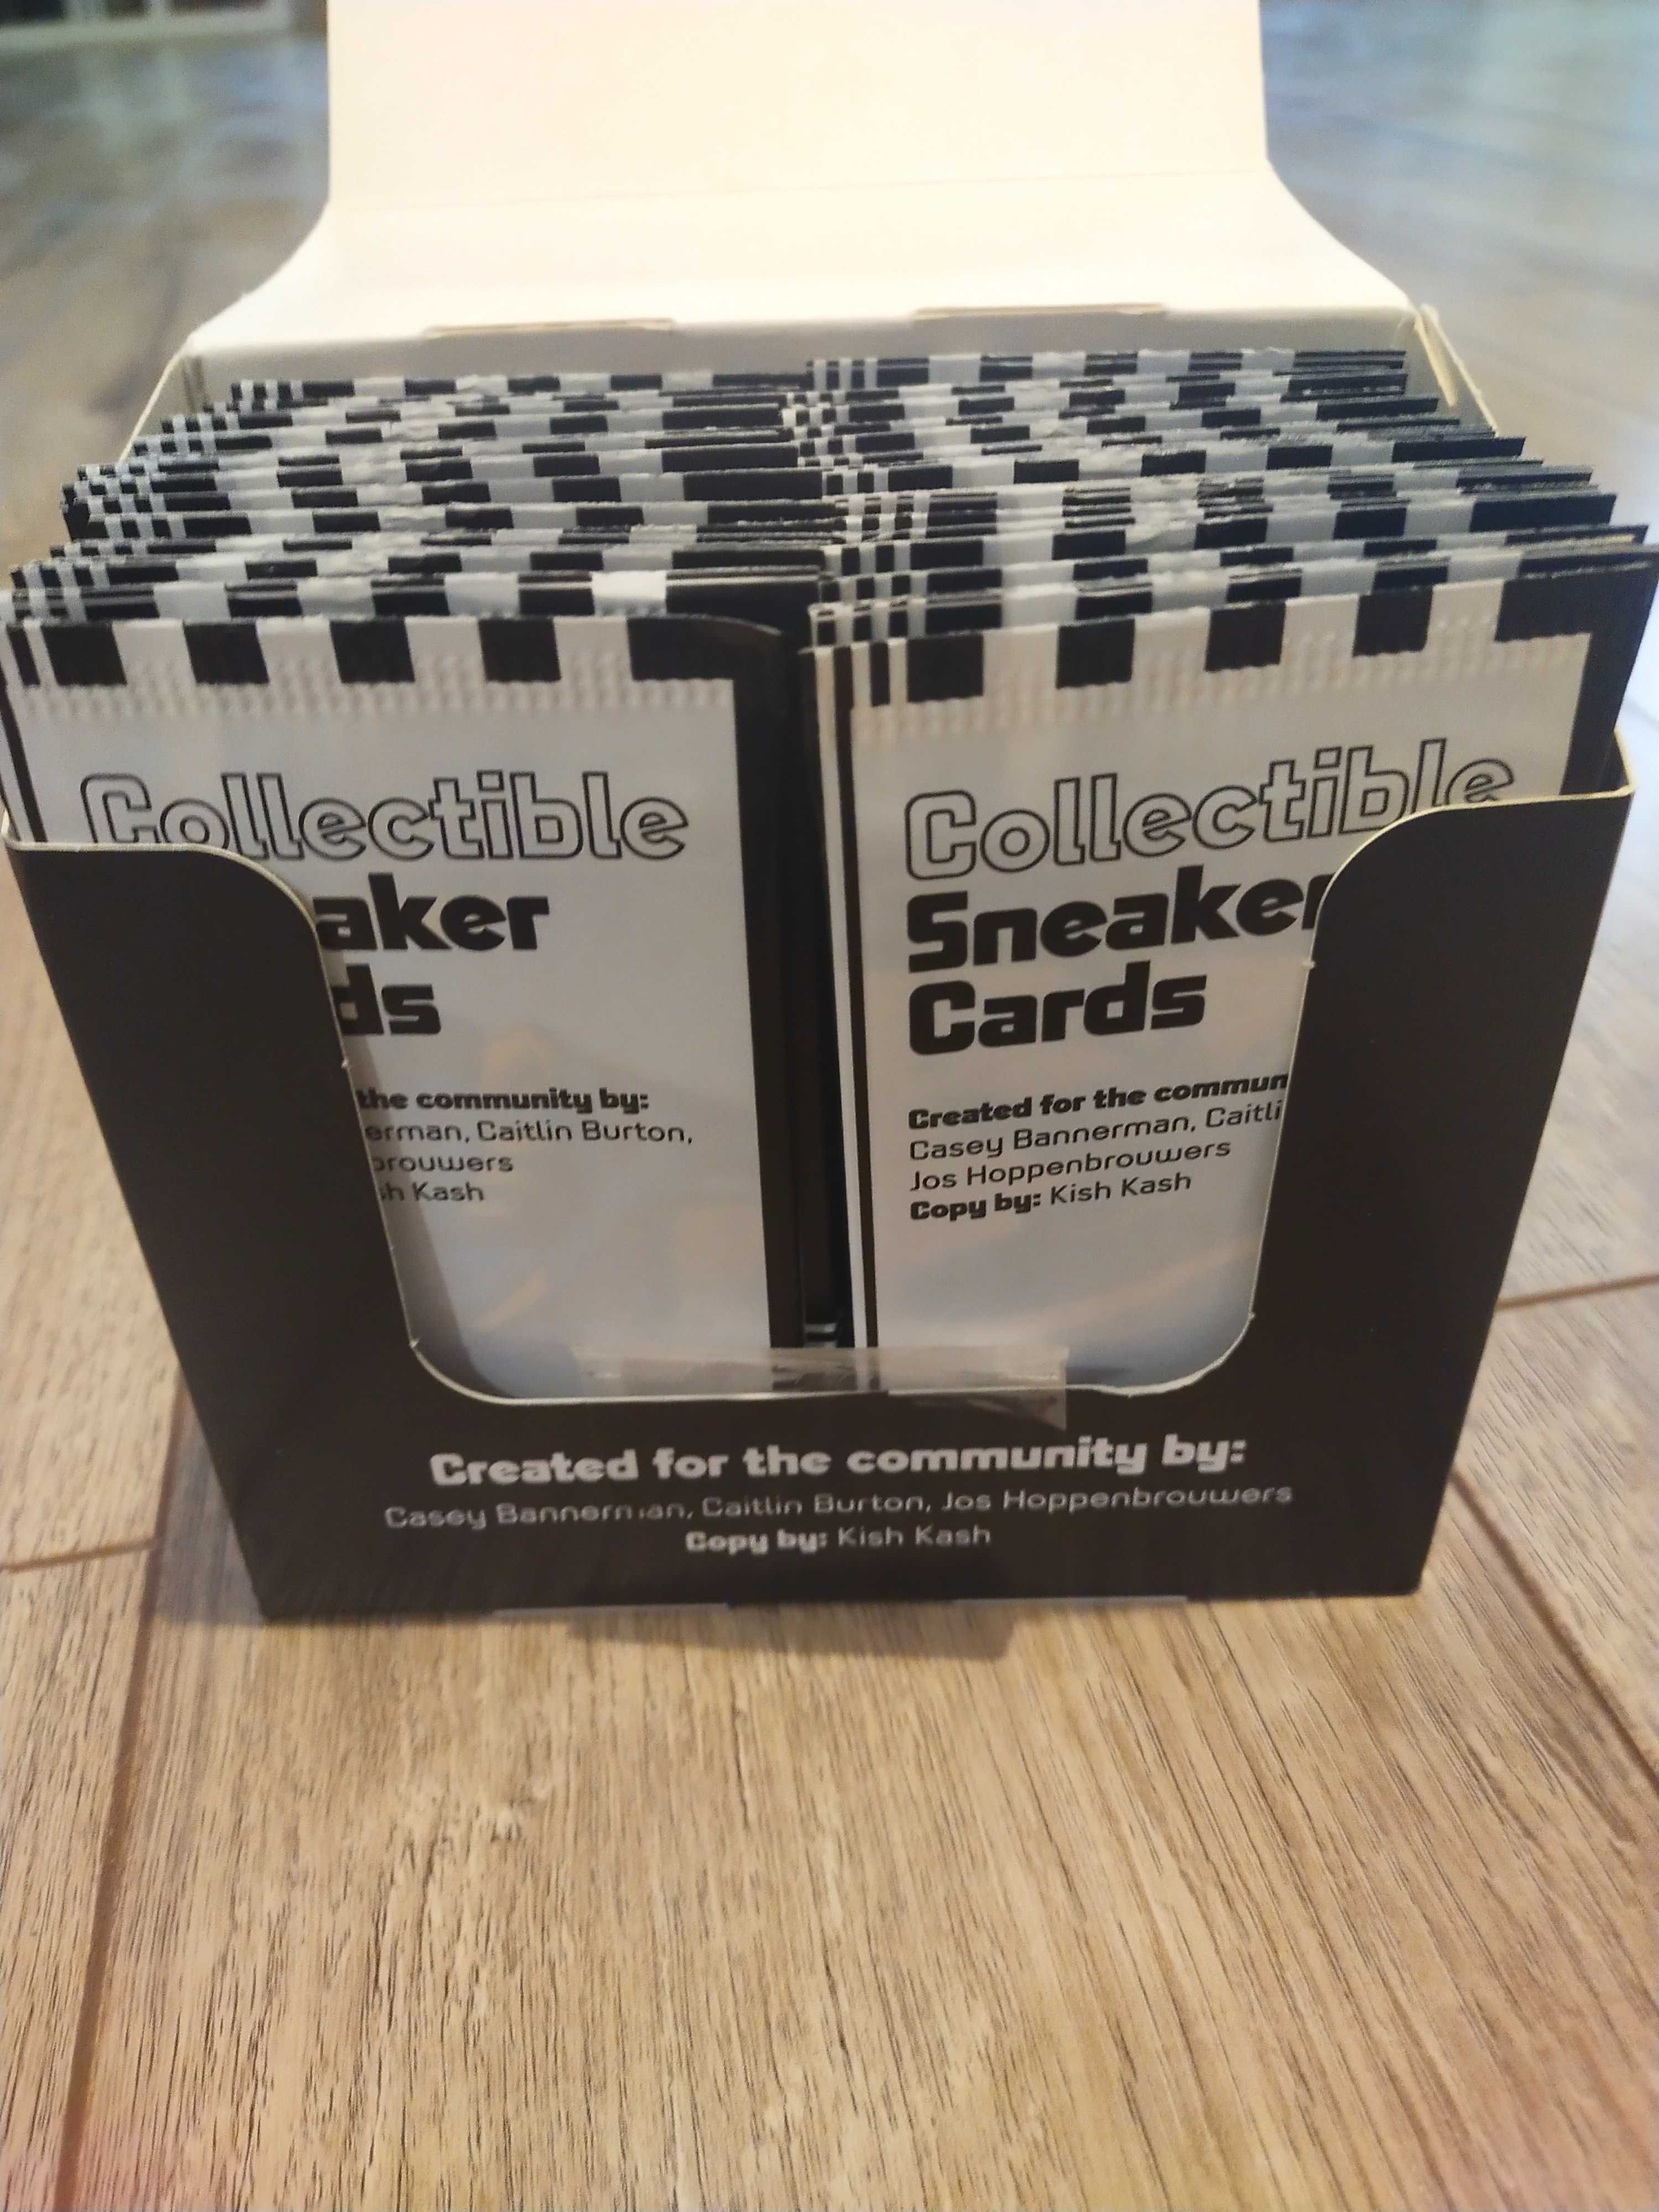 Collectible
aker
ds
the community by:
erman, Caitlin Burton,
brouwers
sh Kash
Collectible
Sneaker
Cards
Created for the commun
Casey Bannerman, Caitli
Jos Hoppenbrouwers
Copy by: Kish Kash
Created for the community by:
Casey Bannerman, Caitlin Burton, Jos Hoppenbrouwers
Copy by: Kish Kash